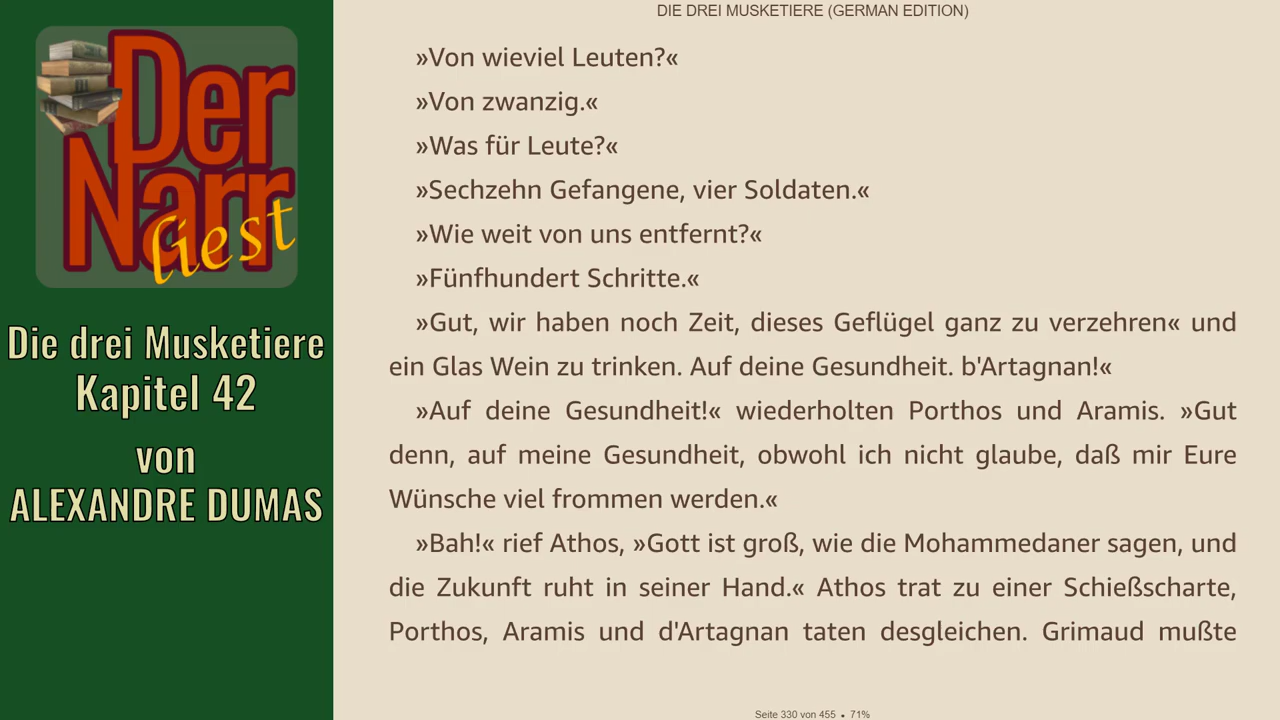 Der
Narr
liest
Die drei Musketiere
Kapitel 42
von
ALEXANDRE DUMAS
DIE DREI MUSKETIERE (GERMAN EDITION)
»Von wieviel Leuten?«
»Von zwanzig.«
»Was für Leute?«
»Sechzehn Gefangene, vier Soldaten.«
»Wie weit von uns entfernt?«
»Fünfhundert Schritte.«
»Gut, wir haben noch Zeit, dieses Geflügel ganz zu verzehren« und
ein Glas Wein zu trinken. Auf deine Gesundheit. b'Artagnan!«
»Auf deine Gesundheit!« wiederholten Porthos und Aramis. »Gut
denn, auf meine Gesundheit, obwohl ich nicht glaube, daß mir Eure
Wünsche viel frommen werden.«
»Bah!« rief Athos, »Gott ist groß, wie die Mohammedaner sagen, und
die Zukunft ruht in seiner Hand.« Athos trat zu einer Schießscharte,
Porthos, Aramis und d'Artagnan taten desgleichen. Grimaud mußte
Seite 330 von 455 • 71%